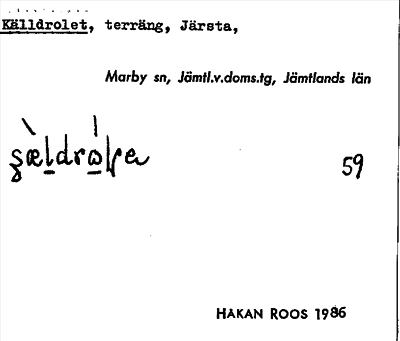 Källdrolet, terräng, Järsta,
Marby sn, Jämtl.v.doms.tg, Jämtlands län
59
HAKAN ROOS 1986